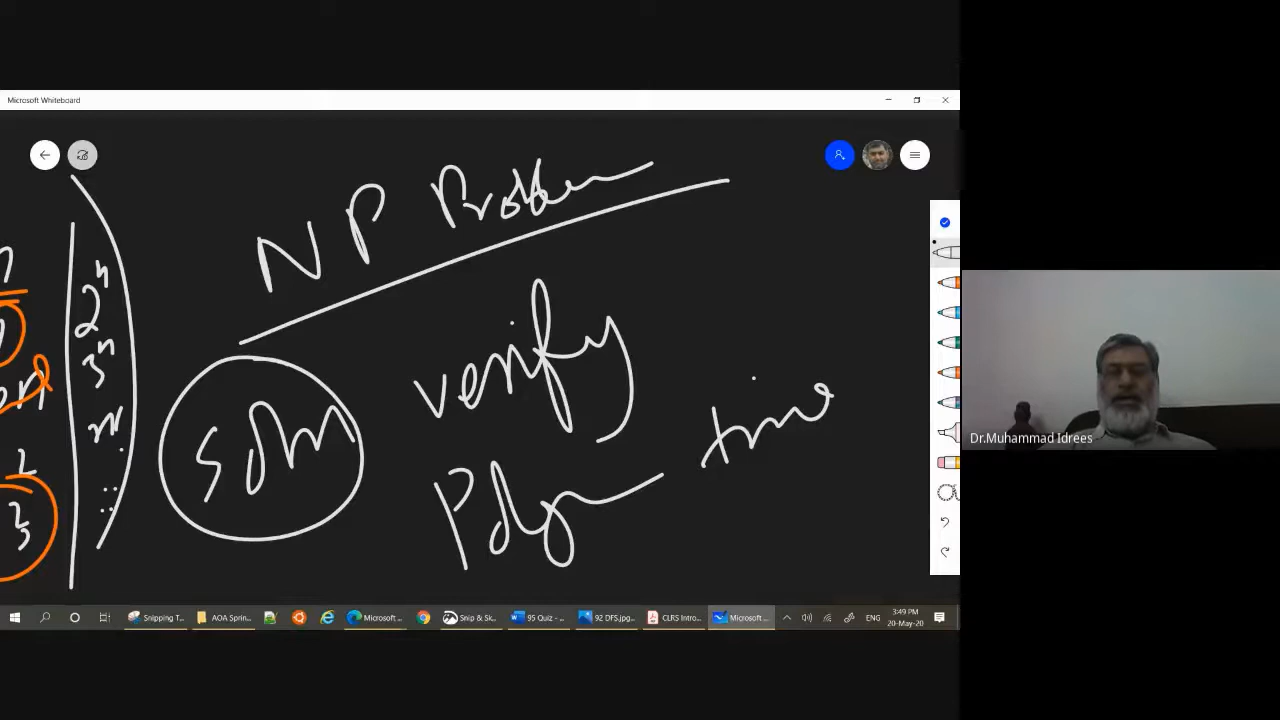 Microsoft Whiteboard
NP Problem
2^n
3^n
n!
verify
Soln
time
Poly
Dr.Muhammad Idrees
Snipping T...
AOA Sprin...
Microsoft ...
Snip & Sk...
95 Quiz - ...
92 DFS.jpg...
CLRS Intro...
Microsoft ...
ENG
3:49 PM
20-May-20